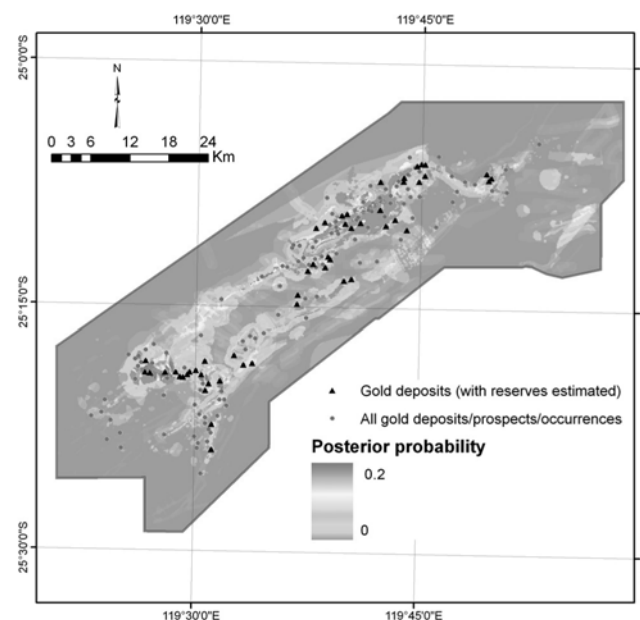 119°30'0"E 119°45'0"E
25°0'0"S
N
0 3 6 12 18 24
Km
25°15'0"S
Gold deposits (with reserves estimated)
All gold deposits/prospects/occurrences
Posterior probability
0.2
0
25°30'0"S
119°30'0"E 119°45'0"E